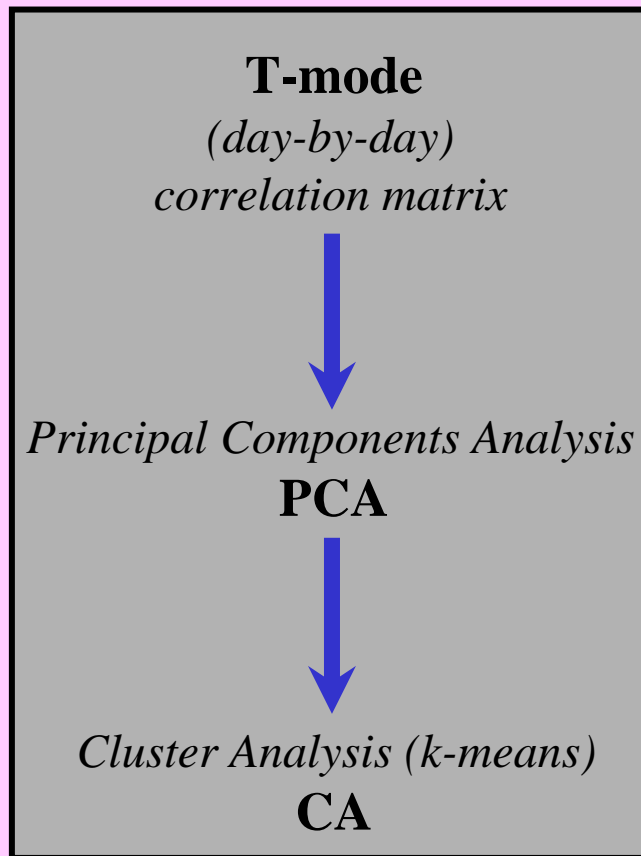 T-mode
(day-by-day)
correlation matrix
Principal Components Analysis
PCA
Cluster Analysis (k-means)
CA